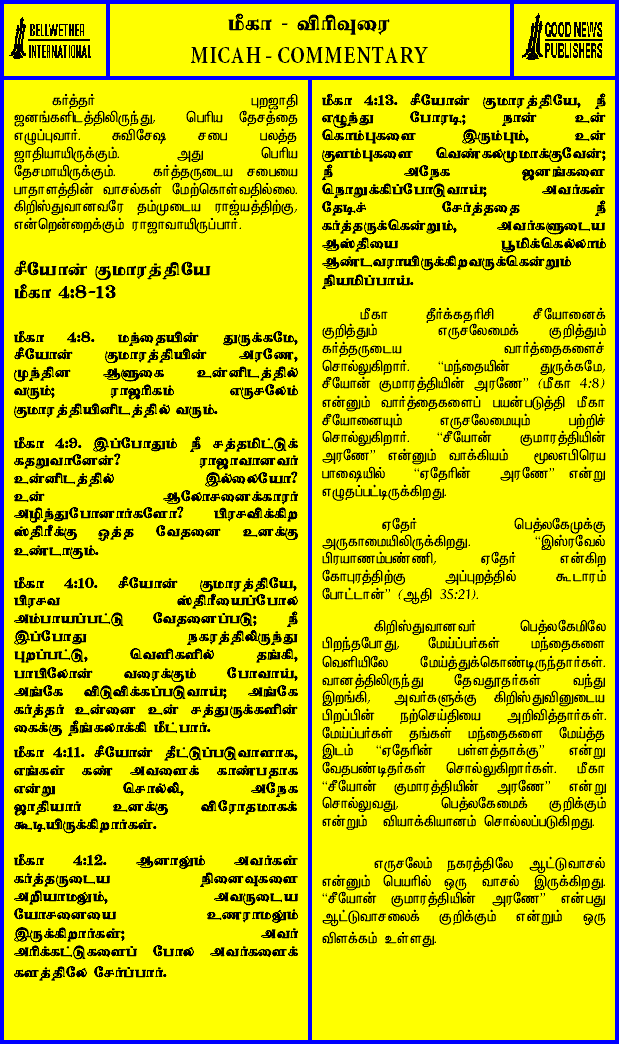 BELLWETHER
INTERNATIONAL
மீகா - விரிவுரை
MICAH - COMMENTARY
GOOD NEWS
PUBLISHERS
கர்த்தர் புறஜாதி
ஜனங்களிடத்திலிருந்து, பெரிய தேசத்தை
எழுப்புவார். சுவிசேஷ சபை பலத்த
ஜாதியாயிருக்கும். அது பெரிய
தேசமாயிருக்கும். கர்த்தருடைய சபையை
பாதாளத்தின் வாசல்கள் மேற்கொள்வதில்லை.
கிறிஸ்துவானவரே தம்முடைய ராஜ்யத்திற்கு,
என்றென்றைக்கும் ராஜாவாயிருப்பார்.
சீயோன் குமாரத்தியே
மீகா 4:8-13
மீகா 4:8. மந்தையின் துருக்கமே,
சீயோன் குமாரத்தியின் அரணே,
முந்தின ஆளுகை உன்னிடத்தில்
வரும்; ராஜரிகம் எருசலேம்
குமாரத்தியினிடத்தில் வரும்.
மீகா 4:9. இப்போதும் நீ சத்தமிட்டுக்
கதறுவானேன்? ராஜாவானவர்
உன்னிடத்தில் இல்லையோ?
உன் ஆலோசனைக்காரர்
அழிந்துபோனார்களோ? பிரசவிக்கிற
ஸ்திரீக்கு ஒத்த வேதனை உனக்கு
உண்டாகும்.
மீகா 4:10. சீயோன் குமாரத்தியே,
பிரசவ ஸ்திரீயைப்போல
அம்பாயப்பட்டு வேதனைப்படு; நீ
இப்போது நகரத்திலிருந்து
புறப்பட்டு, வெளிகளில் தங்கி,
பாபிலோன் வரைக்கும் போவாய்,
அங்கே விடுவிக்கப்படுவாய்; அங்கே
கர்த்தர் உன்னை உன் சத்துருக்களின்
கைக்கு நீங்கலாக்கி மீட்பார்.
மீகா 4:11. சீயோன் தீட்டுப்படுவாளாக,
எங்கள் கண் அவளைக் காண்பதாக
என்று சொல்லி, அநேக
ஜாதியார் உனக்கு விரோதமாகக்
கூடியிருக்கிறார்கள்.
மீகா 4:12. ஆனாலும் அவர்கள்
கர்த்தருடைய நினைவுகளை
அறியாமலும், அவருடைய
யோசனையை உணராமலும்
இருக்கிறார்கள்; அவர்
அரிக்கட்டுகளைப் போல அவர்களைக்
களத்திலே சேர்ப்பார்.
மீகா 4:13. சீயோன் குமாரத்தியே, நீ
எழுந்து போரடி; நான் உன்
கொம்புகளை இரும்பும், உன்
குளம்புகளை வெண்கலமுமாக்குவேன்;
நீ அநேக ஜனங்களை
நொறுக்கிப்போடுவாய்; அவர்கள்
தேடிச் சேர்த்ததை நீ
கர்த்தருக்கென்றும், அவர்களுடைய
ஆஸ்தியை பூமிக்கெல்லாம்
ஆண்டவராயிருக்கிறவருக்கென்றும்
நியமிப்பாய்.
மீகா தீர்க்கதரிசி சீயோனைக்
குறித்தும் எருசலேமைக் குறித்தும்
கர்த்தருடைய வார்த்தைகளைச்
சொல்லுகிறார். “மந்தையின் துருக்கமே,
சீயோன் குமாரத்தியின் அரணே” (மீகா 4:8)
என்னும் வார்த்தைகளைப் பயன்படுத்தி மீகா
சீயோனையும் எருசலேமையும் பற்றிச்
சொல்லுகிறார். “சீயோன் குமாரத்தியின்
அரணே” என்னும் வாக்கியம் மூலஎபிரெய
பாஷையில் “ஏதேரின் அரணே” என்று
எழுதப்பட்டிருக்கிறது.
ஏதேர் பெத்லகேமுக்கு
அருகாமையிலிருக்கிறது. “இஸ்ரவேல்
பிரயாணம்பண்ணி, ஏதேர் என்கிற
கோபுரத்திற்கு அப்புறத்தில் கூடாரம்
போட்டான்” (ஆதி 35:21).
கிறிஸ்துவானவர் பெத்லகேமிலே
பிறந்தபோது, மேய்ப்பர்கள் மந்தைகளை
வெளியிலே மேய்த்துக்கொண்டிருந்தார்கள்.
வானத்திலிருந்து தேவதூதர்கள் வந்து
இறங்கி, அவர்களுக்கு கிறிஸ்துவினுடைய
பிறப்பின் நற்செய்தியை அறிவித்தார்கள்.
மேய்ப்பர்கள் தங்கள் மந்தைகளை மேய்த்த
இடம் “ஏதேரின் பள்ளத்தாக்கு” என்று
வேதபண்டிதர்கள் சொல்லுகிறார்கள். மீகா
“சீயோன் குமாரத்தியின் அரணே” என்று
சொல்லுவது, பெத்லகேமைக் குறிக்கும்
என்றும் வியாக்கியானம் சொல்லப்படுகிறது.
எருசலேம் நகரத்திலே ஆட்டுவாசல்
என்னும் பெயரில் ஒரு வாசல் இருக்கிறது.
“சீயோன் குமாரத்தியின் அரணே” என்பது
ஆட்டுவாசலைக் குறிக்கும் என்றும் ஒரு
விளக்கம் உள்ளது.